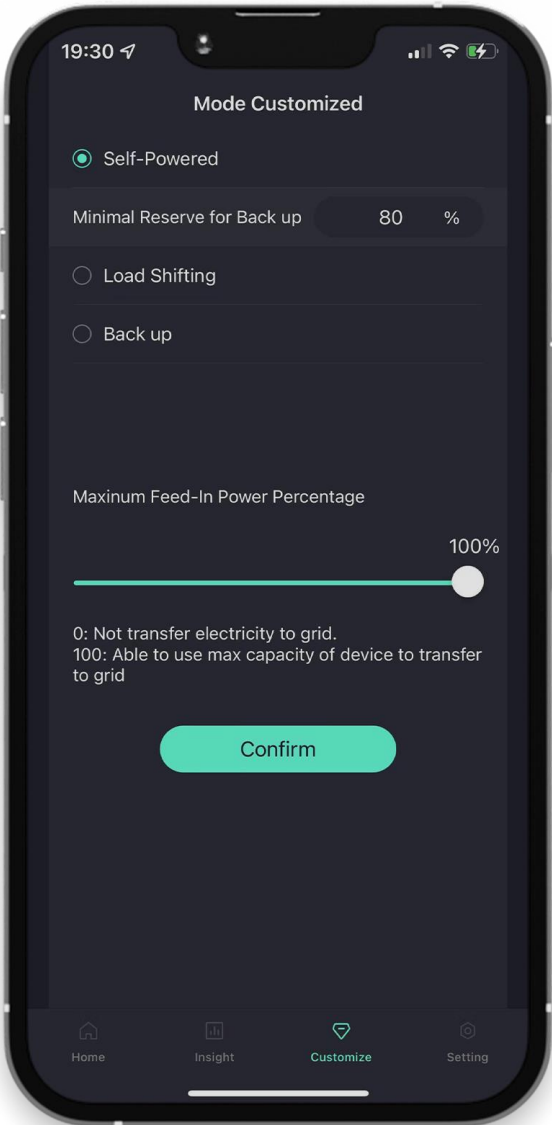 19:30
Mode Customized
Self-Powered
Minimal Reserve for Back up 80 %
Load Shifting
Back up
Maxinum Feed-In Power Percentage
100%
0: Not transfer electricity to grid.
100: Able to use max capacity of device to transfer
to grid
Confirm
Home Insight Customize Setting